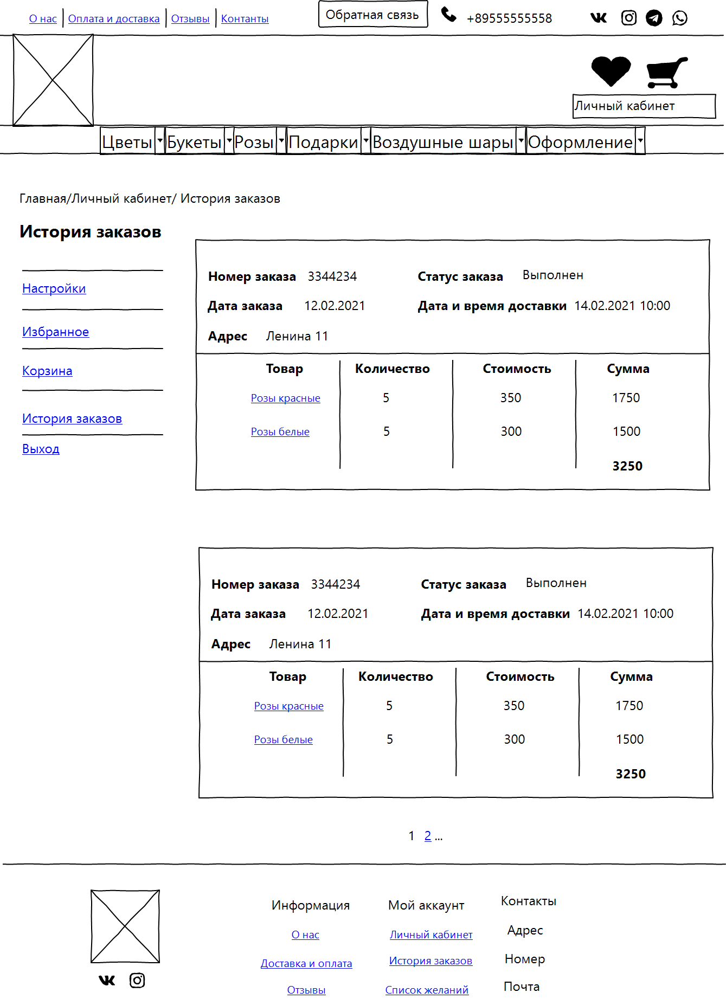 О нас Оплата и доставка Отзывы Контанты Обратная связь +89555555558
Личный кабинет
Цветы Букеты Розы Подарки Воздушные шары Оформление
Главная/Личный кабинет/ История заказов
История заказов
Настройки
Избранное
Корзина
История заказов
Выход
Номер заказа 3344234 Статус заказа Выполнен
Дата заказа 12.02.2021 Дата и время доставки 14.02.2021 10:00
Адрес Ленина 11
Товар Количество Стоимость Сумма
Розы красные 5 350 1750
Розы белые 5 300 1500
3250
Номер заказа 3344234 Статус заказа Выполнен
Дата заказа 12.02.2021 Дата и время доставки 14.02.2021 10:00
Адрес Ленина 11
Товар Количество Стоимость Сумма
Розы красные 5 350 1750
Розы белые 5 300 1500
3250
1 2 ...
Информация Мой аккаунт Контакты
О нас Личный кабинет Адрес
Доставка и оплата История заказов Номер
Отзывы Список желаний Почта